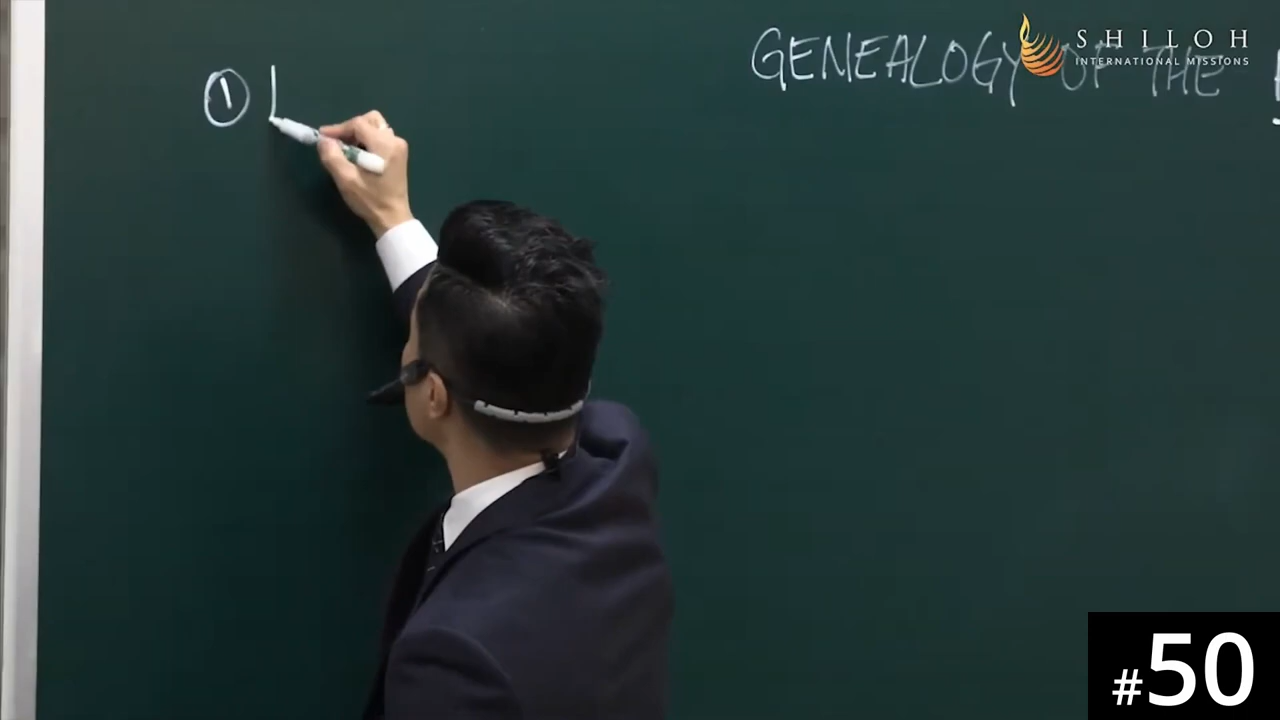 GENEALOGY OF THE
SHILOH
INTERNATIONAL MISSIONS
①
#50